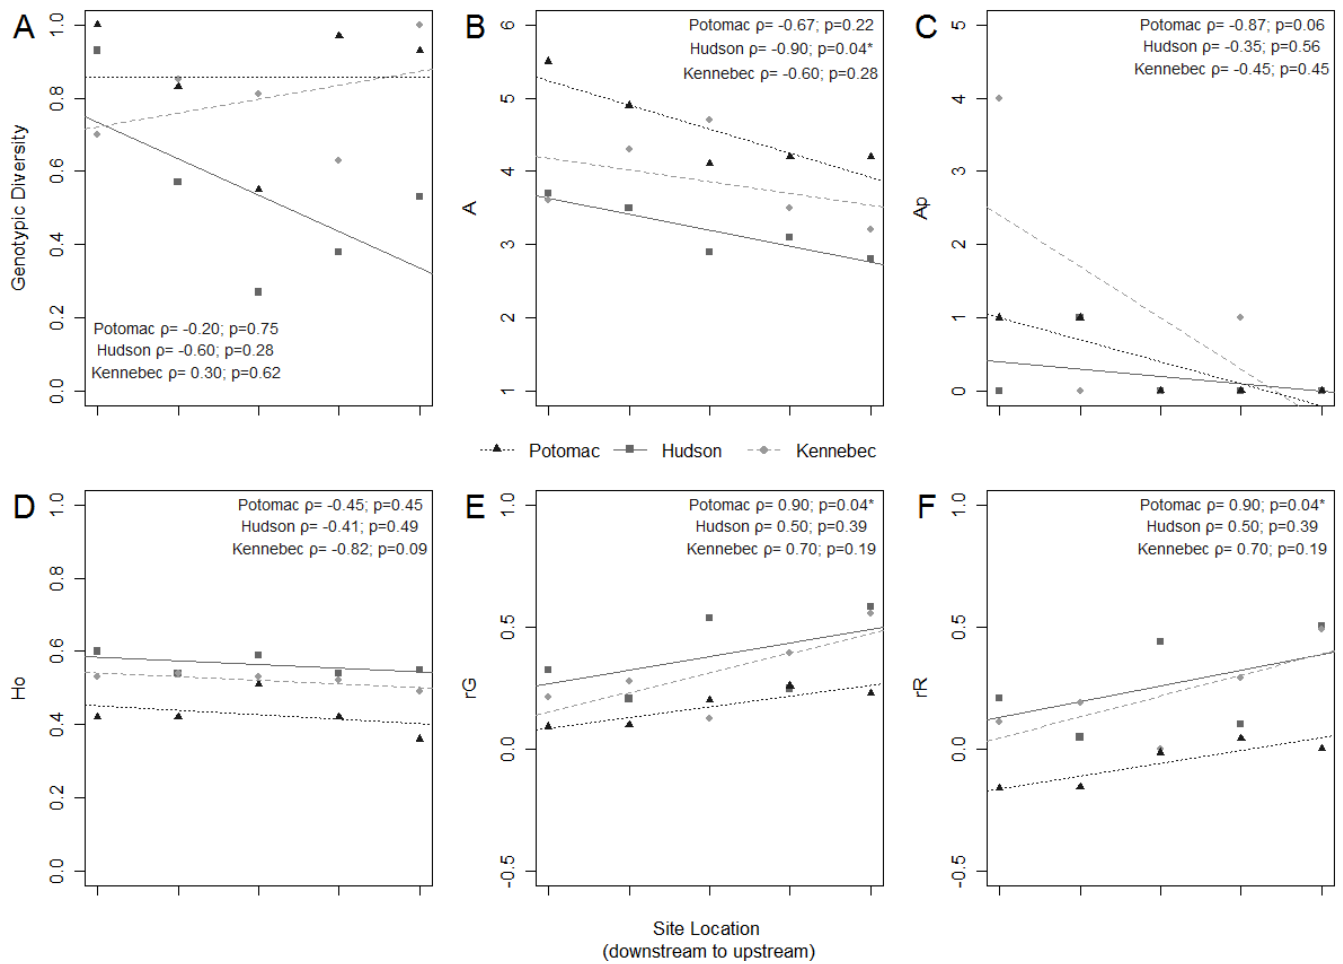 A
Genotypic Diversity
1.0
0.8
0.6
0.4
0.2
0.0
Potomac ρ= -0.20; p=0.75
Hudson ρ= -0.60; p=0.28
Kennebec ρ= 0.30; p=0.62
B
A
6
5
4
3
2
1
Potomac ρ= -0.67; p=0.22
Hudson ρ= -0.90; p=0.04*
Kennebec ρ= -0.60; p=0.28
C
Ap
5
4
3
2
1
0
Potomac ρ= -0.87; p=0.06
Hudson ρ= -0.35; p=0.56
Kennebec ρ= -0.45; p=0.45
Potomac
Hudson
Kennebec
D
Ho
1.0
0.8
0.6
0.4
0.2
0.0
Potomac ρ= -0.45; p=0.45
Hudson ρ= -0.41; p=0.49
Kennebec ρ= -0.82; p=0.09
E
rG
1.0
0.5
0.0
-0.5
Potomac ρ= 0.90; p=0.04*
Hudson ρ= 0.50; p=0.39
Kennebec ρ= 0.70; p=0.19
F
rR
1.0
0.5
0.0
-0.5
Potomac ρ= 0.90; p=0.04*
Hudson ρ= 0.50; p=0.39
Kennebec ρ= 0.70; p=0.19
Site Location
(downstream to upstream)